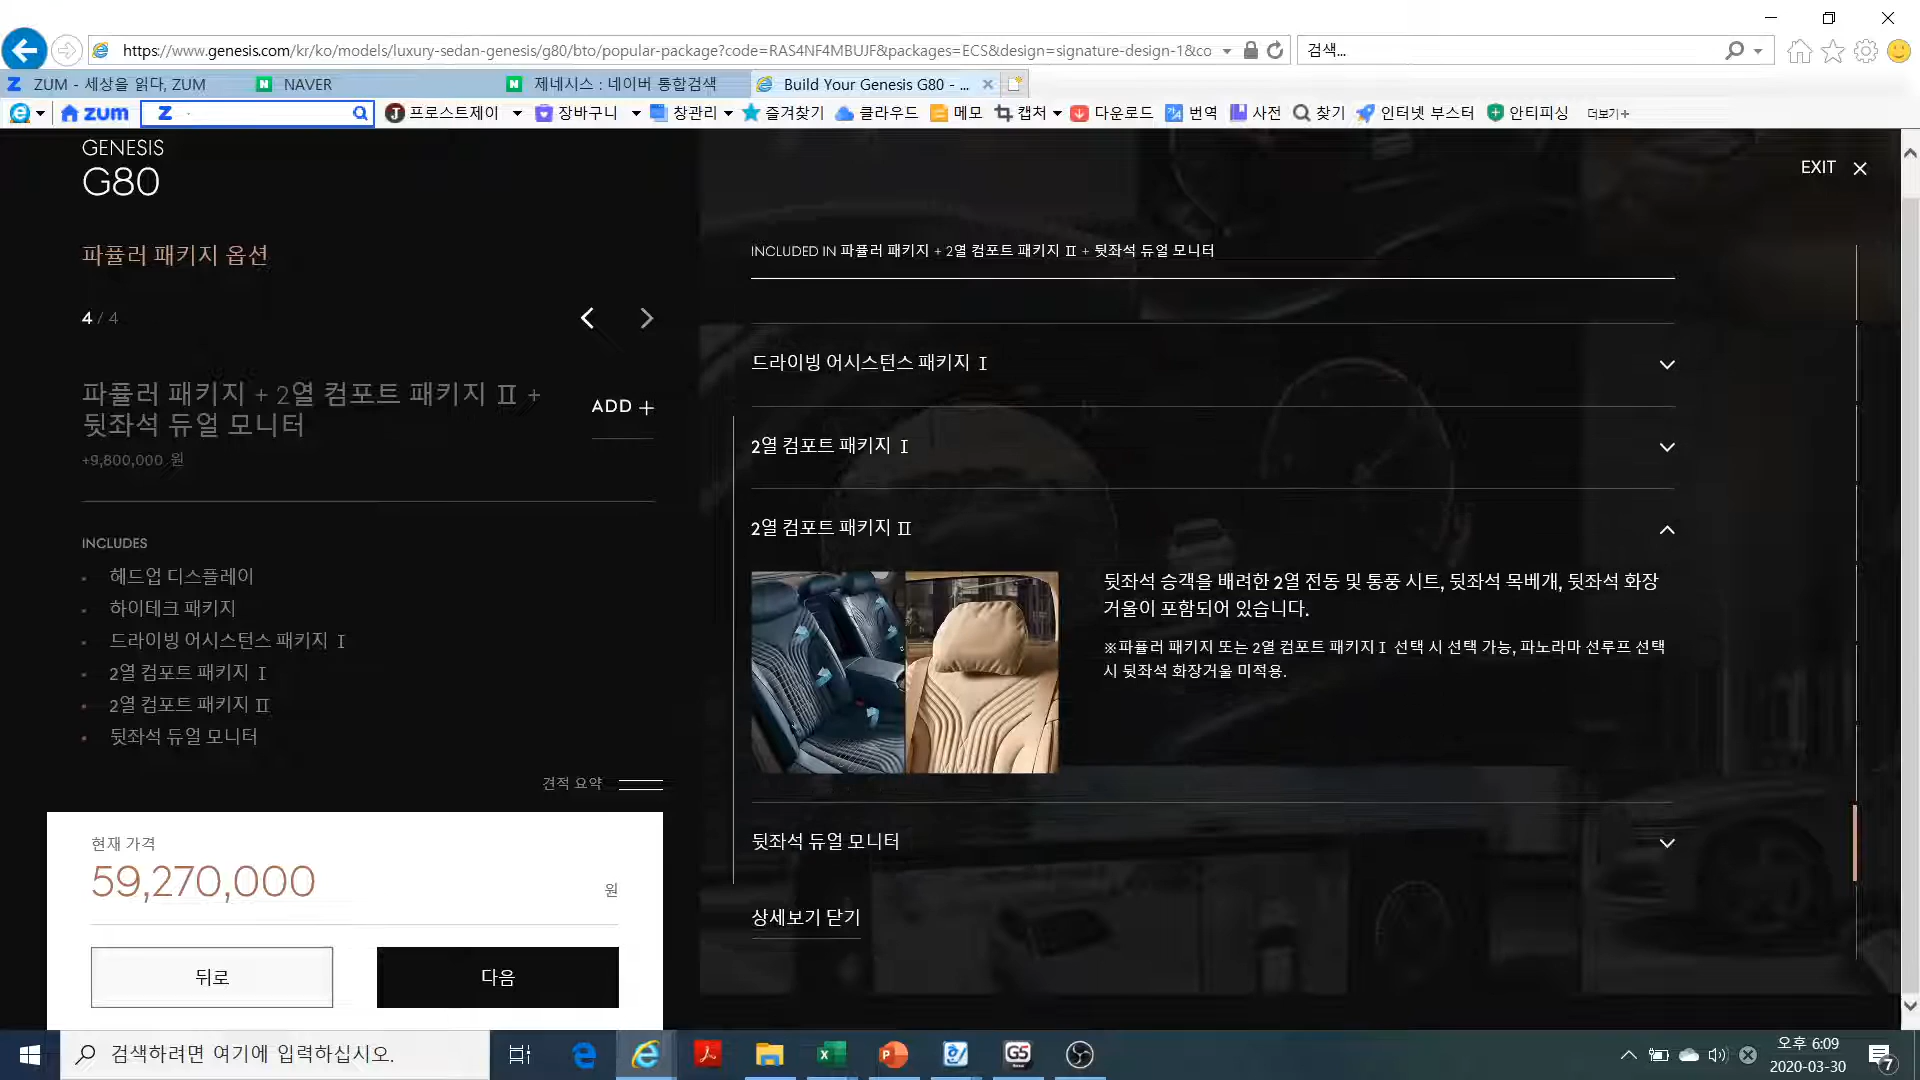 https://www.genesis.com/kr/ko/models/luxury-sedan-genesis/g80/bto/popular-package?code=RAS4NF4MBUJF&packages=ECS&design=signature-design-1&co
검색...
ZUM - 세상을 읽다, ZUM
NAVER
제네시스 : 네이버 통합검색
Build Your Genesis G80 - ...
zum
프로스트제이
장바구니
창관리
즐겨찾기
클라우드
메모
캡처
다운로드
번역
사전
찾기
인터넷 부스터
안티피싱
더보기+
GENESIS
G80
EXIT
파퓰러 패키지 옵션
4 / 4
파퓰러 패키지 + 2열 컴포트 패키지 Ⅱ +
뒷좌석 듀얼 모니터
+9,800,000 원
ADD +
INCLUDES
헤드업 디스플레이
하이테크 패키지
드라이빙 어시스턴스 패키지 Ⅰ
2열 컴포트 패키지 Ⅰ
2열 컴포트 패키지 Ⅱ
뒷좌석 듀얼 모니터
견적 요약
현재 가격
59,270,000
원
뒤로
다음
INCLUDED IN 파퓰러 패키지 + 2열 컴포트 패키지 Ⅱ + 뒷좌석 듀얼 모니터
드라이빙 어시스턴스 패키지 Ⅰ
2열 컴포트 패키지 Ⅰ
2열 컴포트 패키지 Ⅱ
뒷좌석 승객을 배려한 2열 전동 및 통풍 시트, 뒷좌석 목베개, 뒷좌석 화장
거울이 포함되어 있습니다.
※파퓰러 패키지 또는 2열 컴포트 패키지Ⅰ 선택 시 선택 가능, 파노라마 선루프 선택
시 뒷좌석 화장거울 미적용.
뒷좌석 듀얼 모니터
상세보기 닫기
검색하려면 여기에 입력하십시오.
G5
오후 6:09
2020-03-30
7